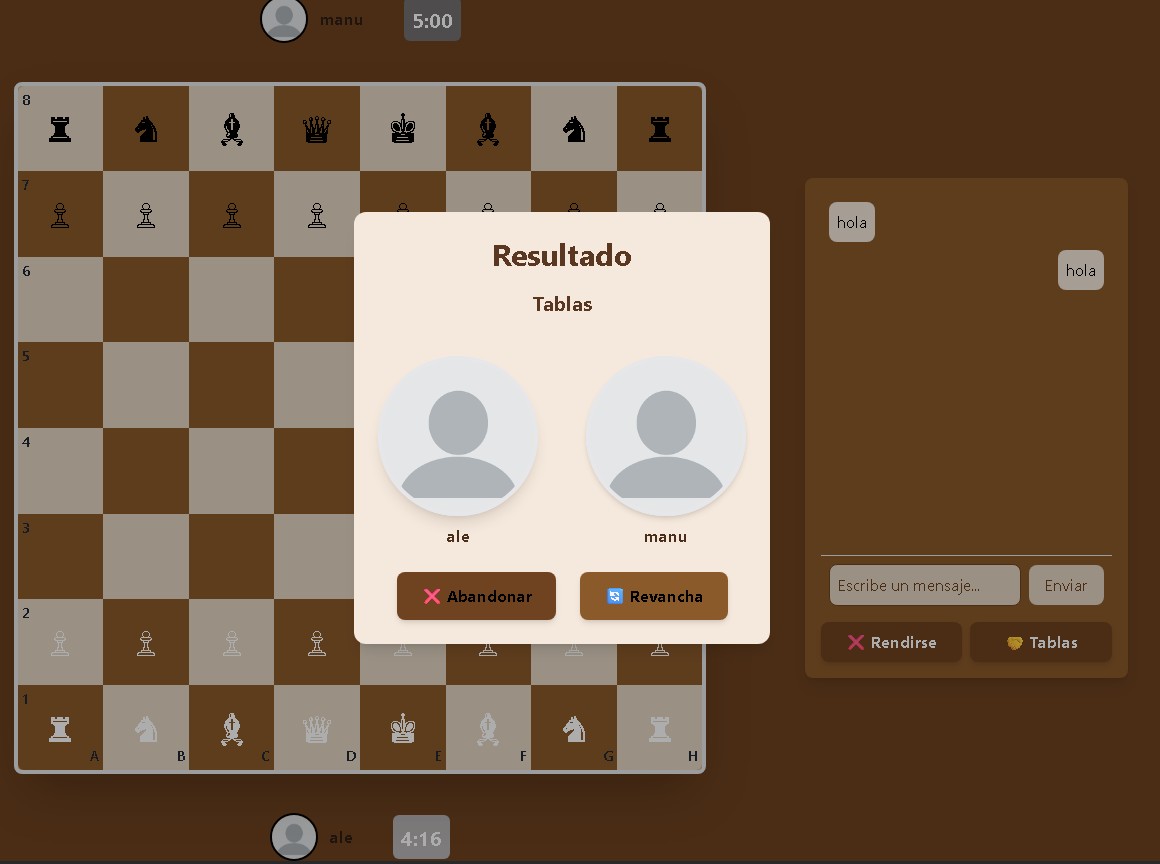 manu
5:00
8
7
6
5
4
3
2
1
A B C D E F G H
ale
4:16
Resultado
Tablas
ale manu
❌ Abandonar 🔄 Revancha
hola
hola
Escribe un mensaje... Enviar
❌ Rendirse 🤝 Tablas